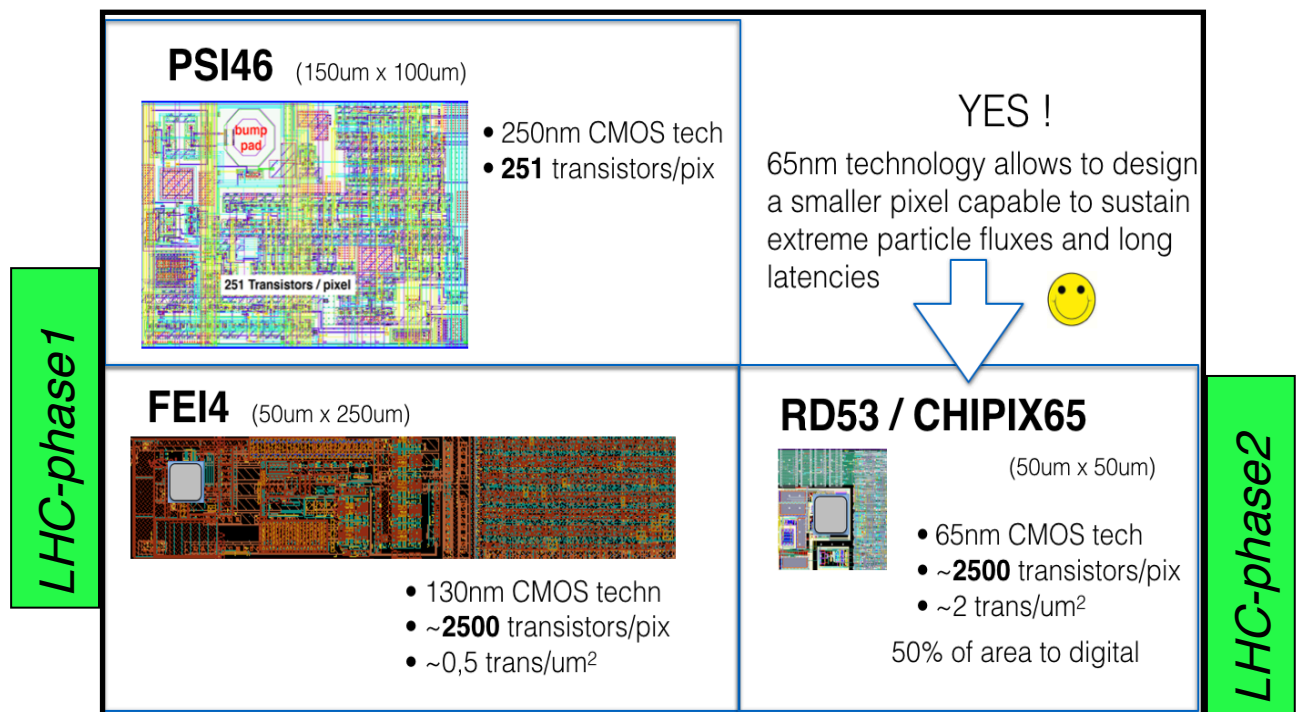 PSI46 (150um x 100um)
bump
pad
251 Transistors / pixel
• 250nm CMOS tech
• 251 transistors/pix
YES !
65nm technology allows to design
a smaller pixel capable to sustain
extreme particle fluxes and long
latencies
LHC-phase1
FEI4 (50um x 250um)
• 130nm CMOS techn
• ~2500 transistors/pix
• ~0,5 trans/um²
RD53 / CHIPIX65
(50um x 50um)
• 65nm CMOS tech
• ~2500 transistors/pix
• ~2 trans/um²
50% of area to digital
LHC-phase2